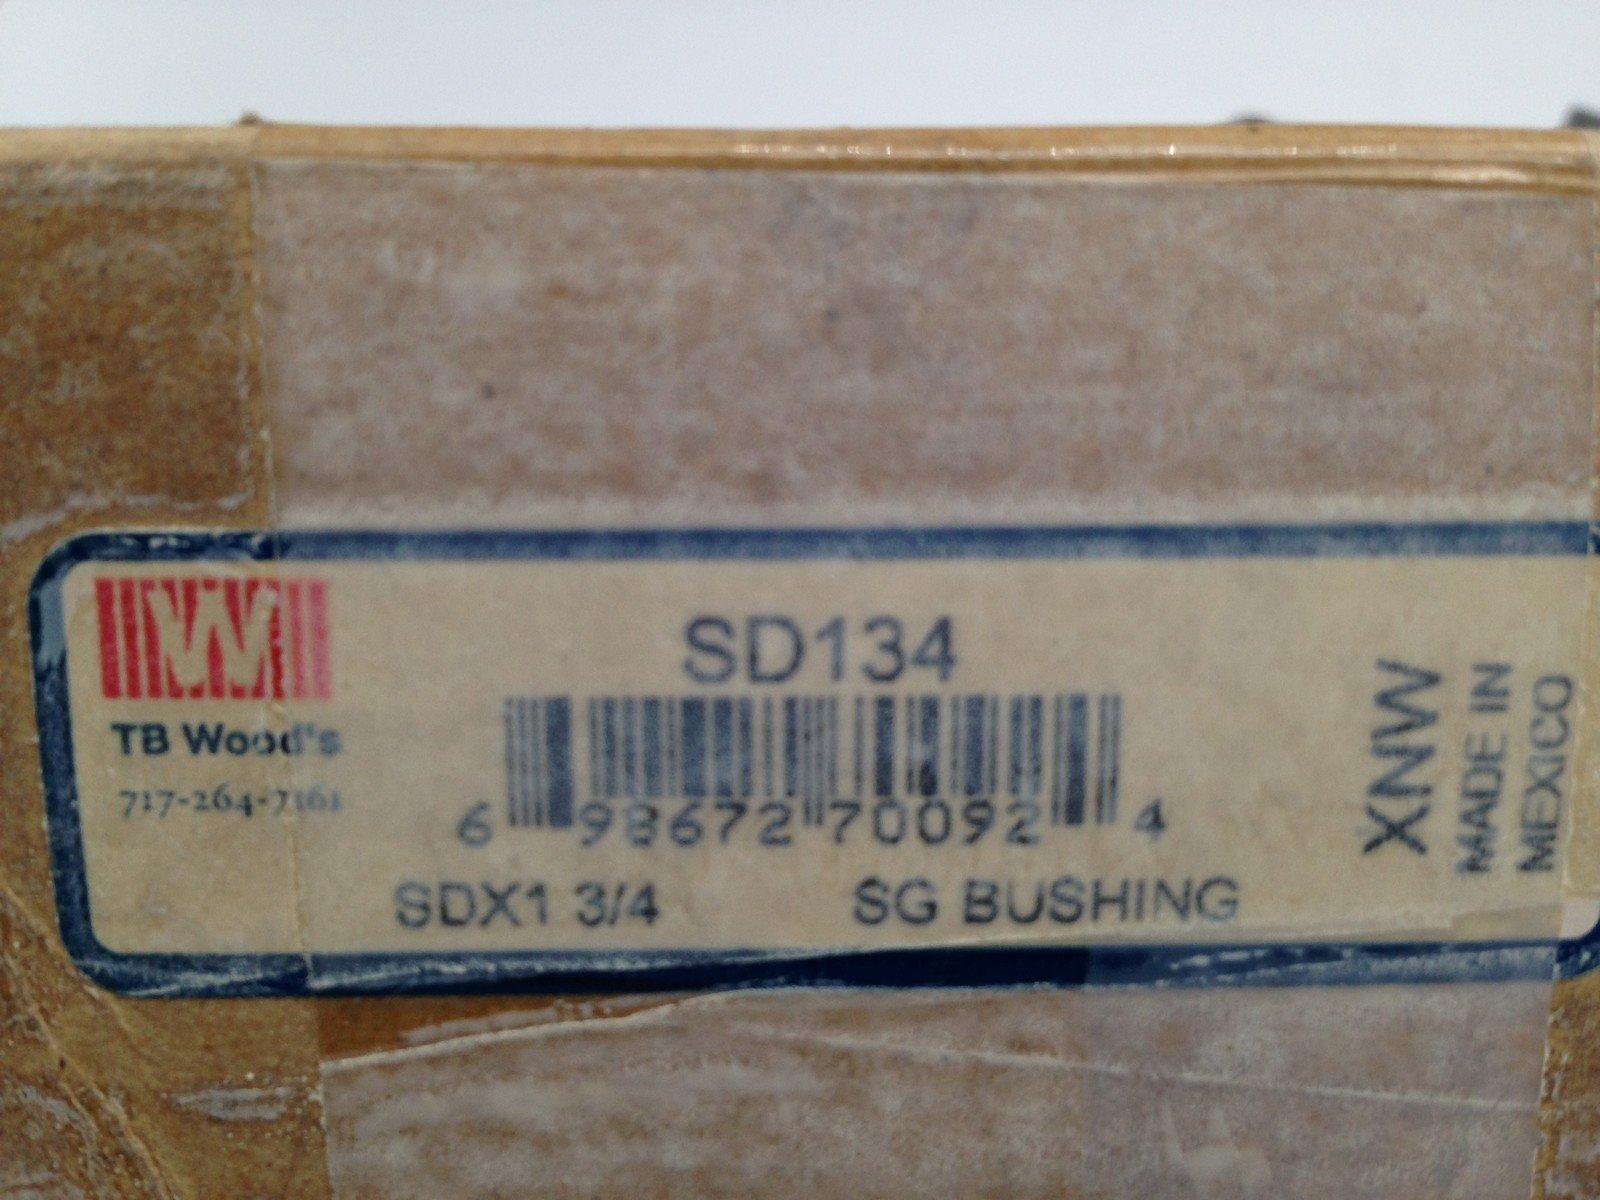 SD134
TB Wood's
717-264-7161
6 98672 70092 4
SDX1 3/4 SG BUSHING
XNW
MADE IN
MEXICO